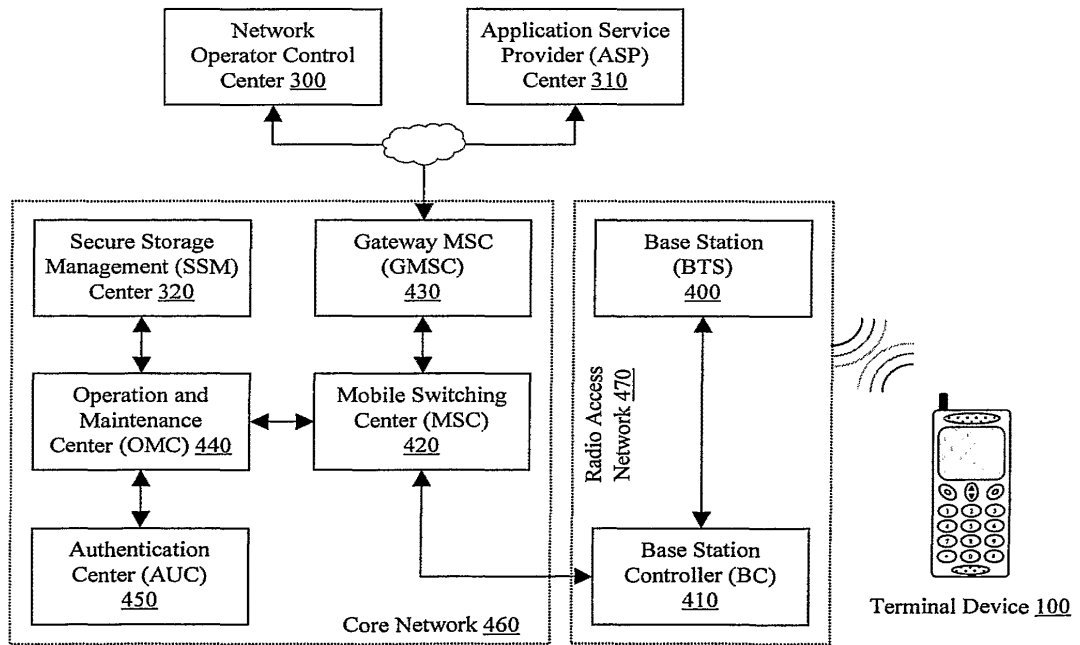 Network
Operator Control
Center 300
Application Service
Provider (ASP)
Center 310
Secure Storage
Management (SSM)
Center 320
Gateway MSC
(GMSC)
430
Base Station
(BTS)
400
Operation and
Maintenance
Center (OMC) 440
Mobile Switching
Center (MSC)
420
Radio Access
Network 470
Authentication
Center (AUC)
450
Base Station
Controller (BC)
410
Core Network 460
Terminal Device 100